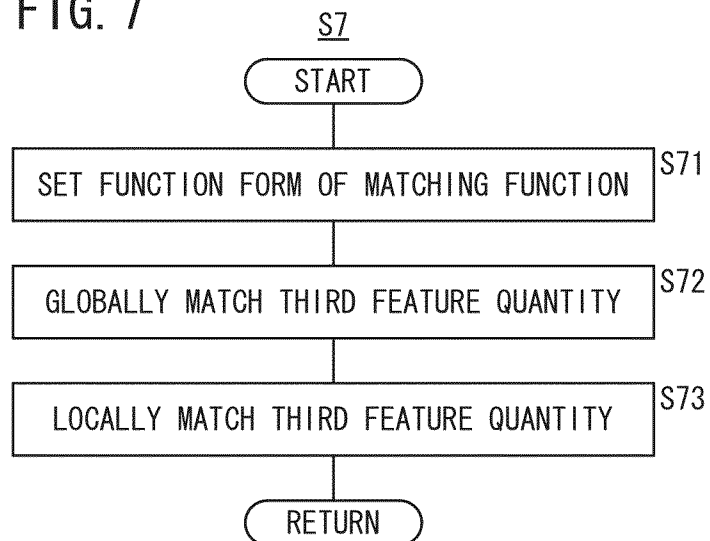 FIG. 7
S7
START
SET FUNCTION FORM OF MATCHING FUNCTION
S71
GLOBALLY MATCH THIRD FEATURE QUANTITY
S72
LOCALLY MATCH THIRD FEATURE QUANTITY
S73
RETURN